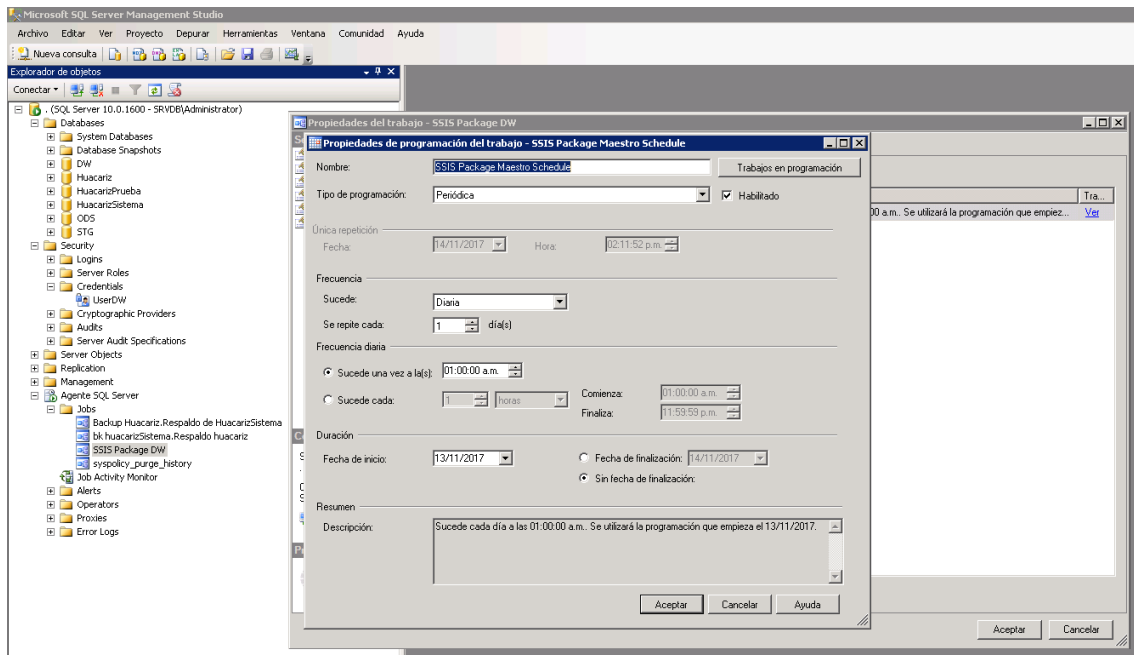 Microsoft SQL Server Management Studio
Archivo Editar Ver Proyecto Depurar Herramientas Ventana Comunidad Ayuda
Nueva consulta
Explorador de objetos
Conectar
. (SQL Server 10.0.1600 - SRVDB\Administrator)
Databases
System Databases
Database Snapshots
DW
Huacariz
HuacarizPrueba
HuacarizSistema
ODS
STG
Security
Logins
Server Roles
Credentials
UserDW
Cryptographic Providers
Audits
Server Audit Specifications
Server Objects
Replication
Management
Agente SQL Server
Jobs
Backup Huacariz.Respaldo de HuacarizSistema
bk huacarizSistema.Respaldo huacariz
SSIS Package DW
syspolicy_purge_history
Job Activity Monitor
Alerts
Operators
Proxies
Error Logs
Propiedades del trabajo - SSIS Package DW
Propiedades de programación del trabajo - SSIS Package Maestro Schedule
Nombre: SSIS Package Maestro Schedule Trabajos en programación
Tipo de programación: Periódica Habilitado
Única repetición
Fecha: 14/11/2017 Hora: 02:11:52 p.m.
Frecuencia
Sucede: Diaria
Se repite cada: 1 día(s)
Frecuencia diaria
Sucede una vez a la(s): 01:00:00 a.m.
Sucede cada: 1 horas Comienza: 01:00:00 a.m.
Finaliza: 11:59:59 p.m.
Duración
Fecha de inicio: 13/11/2017 Fecha de finalización: 14/11/2017
Sin fecha de finalización:
Resumen
Descripción: Sucede cada día a las 01:00:00 a.m.. Se utilizará la programación que empieza el 13/11/2017.
Aceptar Cancelar Ayuda
Tra...
00 a.m.. Se utilizará la programación que empiez... Ver
Aceptar Cancelar